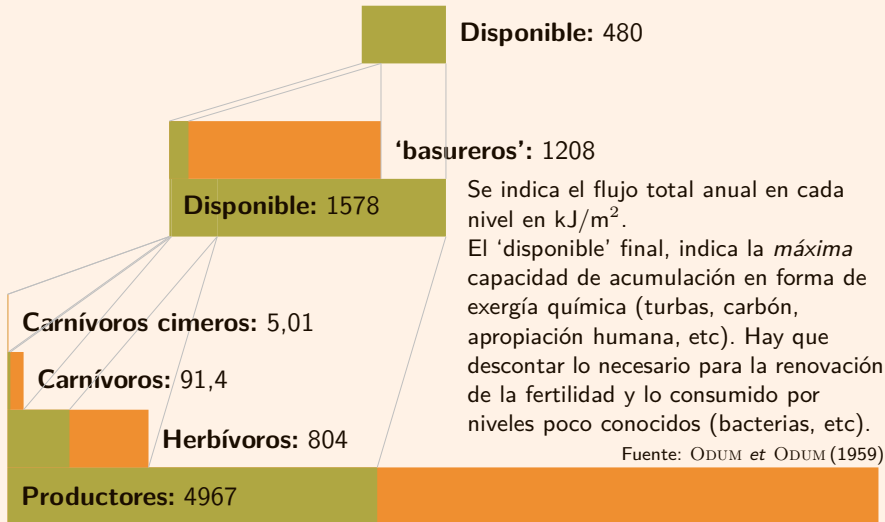 Disponible: 480
‘basureros’: 1208
Disponible: 1578
Se indica el flujo total anual en cada
nivel en kJ/m².
El ‘disponible’ final, indica la máxima
capacidad de acumulación en forma de
exergía química (turbas, carbón,
apropiación humana, etc). Hay que
descontar lo necesario para la renovación
de la fertilidad y lo consumido por
niveles poco conocidos (bacterias, etc).
Fuente: ODUM et ODUM (1959)
Carnívoros cimeros: 5,01
Carnívoros: 91,4
Herbívoros: 804
Productores: 4967